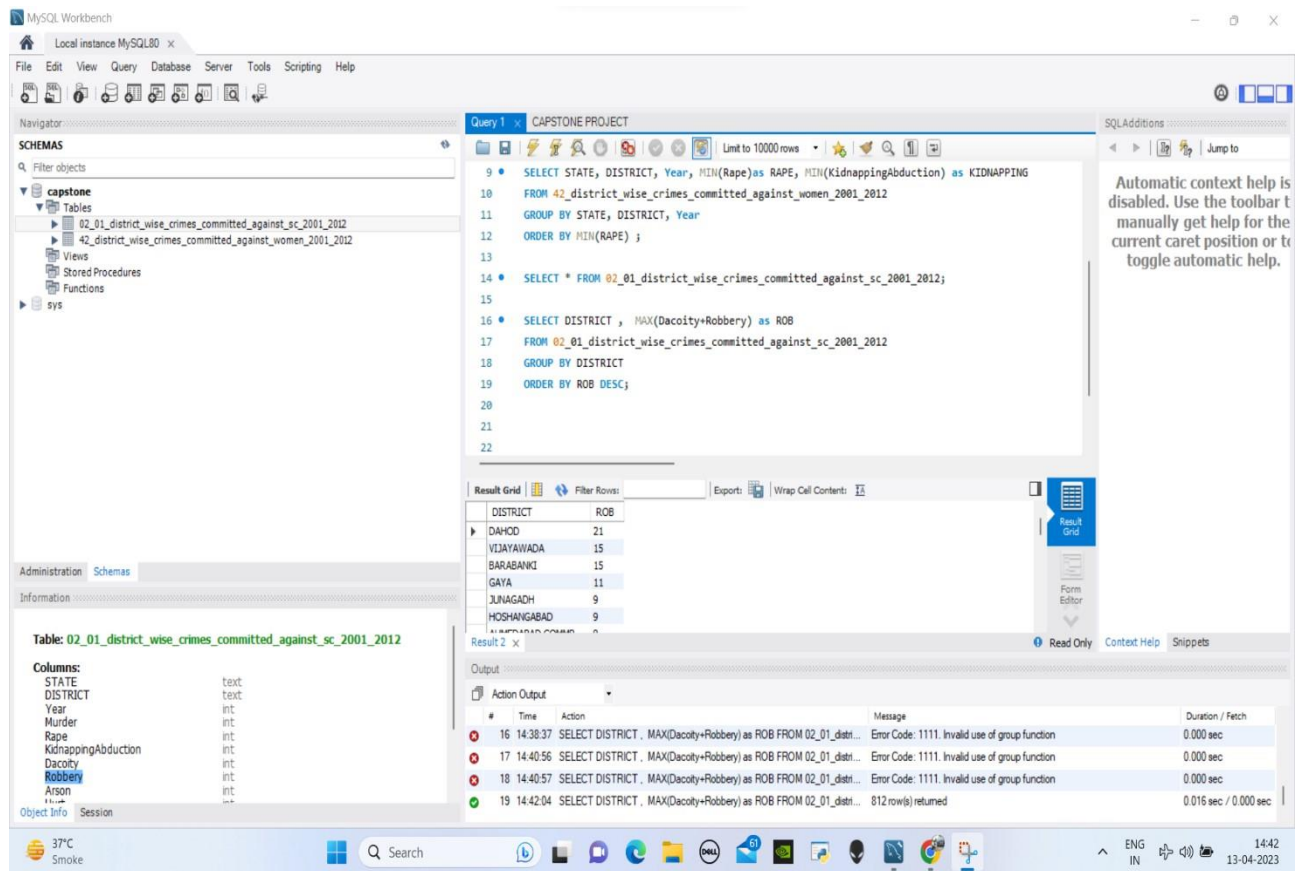 MySQL Workbench
Local instance MySQL80 ×
File Edit View Query Database Server Tools Scripting Help
Navigator
SCHEMAS
Filter objects
capstone
Tables
02_01_district_wise_crimes_committed_against_sc_2001_2012
42_district_wise_crimes_committed_against_women_2001_2012
Views
Stored Procedures
Functions
sys
Administration Schemas
Information
Table: 02_01_district_wise_crimes_committed_against_sc_2001_2012
Columns:
STATE text
DISTRICT text
Year int
Murder int
Rape int
KidnappingAbduction int
Dacoity int
Robbery int
Arson int
Object Info Session
Query 1 × CAPSTONE PROJECT
Limit to 10000 rows
9 SELECT STATE, DISTRICT, Year, MIN(Rape)as RAPE, MIN(KidnappingAbduction) as KIDNAPPING
10 FROM 42_district_wise_crimes_committed_against_women_2001_2012
11 GROUP BY STATE, DISTRICT, Year
12 ORDER BY MIN(RAPE) ;
13
14 SELECT * FROM 02_01_district_wise_crimes_committed_against_sc_2001_2012;
15
16 SELECT DISTRICT , MAX(Dacoity+Robbery) as ROB
17 FROM 02_01_district_wise_crimes_committed_against_sc_2001_2012
18 GROUP BY DISTRICT
19 ORDER BY ROB DESC;
20
21
22
Result Grid Filter Rows: Export: Wrap Cell Content:
DISTRICT ROB
DAHOD 21
VIJAYAWADA 15
BARABANKI 15
GAYA 11
JUNAGADH 9
HOSHANGABAD 9
Result Grid
Form Editor
Result 2 × Read Only
SQLAdditions
Jump to
Automatic context help is
disabled. Use the toolbar t
manually get help for the
current caret position or to
toggle automatic help.
Context Help Snippets
Output
Action Output
# Time Action Message Duration / Fetch
16 14:38:37 SELECT DISTRICT , MAX(Dacoity+Robbery) as ROB FROM 02_01_distri... Error Code: 1111. Invalid use of group function 0.000 sec
17 14:40:56 SELECT DISTRICT , MAX(Dacoity+Robbery) as ROB FROM 02_01_distri... Error Code: 1111. Invalid use of group function 0.000 sec
18 14:40:57 SELECT DISTRICT , MAX(Dacoity+Robbery) as ROB FROM 02_01_distri... Error Code: 1111. Invalid use of group function 0.000 sec
19 14:42:04 SELECT DISTRICT , MAX(Dacoity+Robbery) as ROB FROM 02_01_distri... 812 row(s) returned 0.016 sec / 0.000 sec
37°C
Smoke
Search
DELL
61
ENG
IN
14:42
13-04-2023